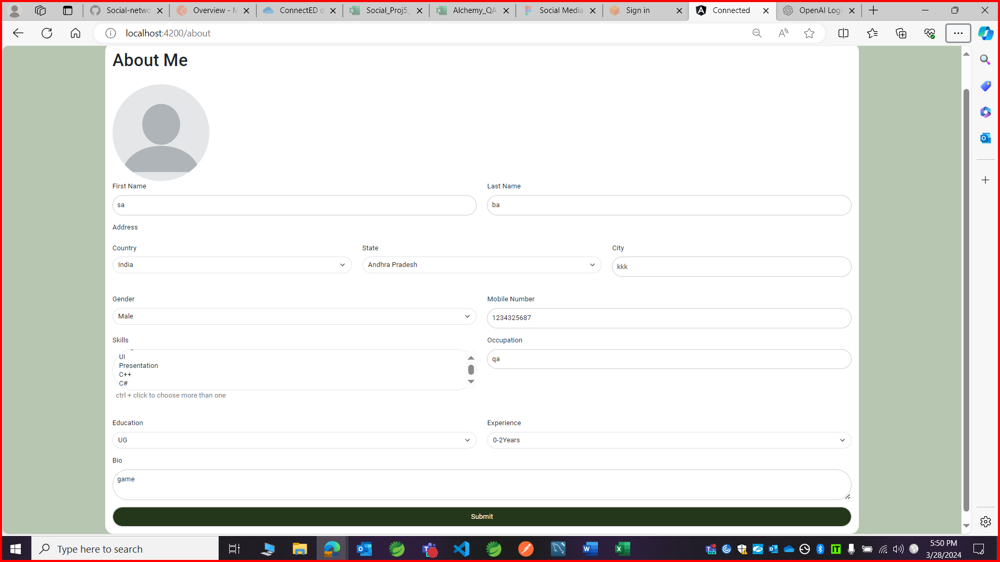 Social-netwo
Overview - M
ConnectED d
Social_Proj5_
Alchemy_QA
Social Media
Sign in
Connected
OpenAI Logi
localhost:4200/about
About Me
First Name
Last Name
sa
ba
Address
Country
State
City
India
Andhra Pradesh
kkk
Gender
Mobile Number
Male
1234325687
Skills
Occupation
UI
Presentation
C++
C#
qa
ctrl + click to choose more than one
Education
Experience
UG
0-2Years
Bio
game
Submit
Type here to search
5:50 PM
3/28/2024